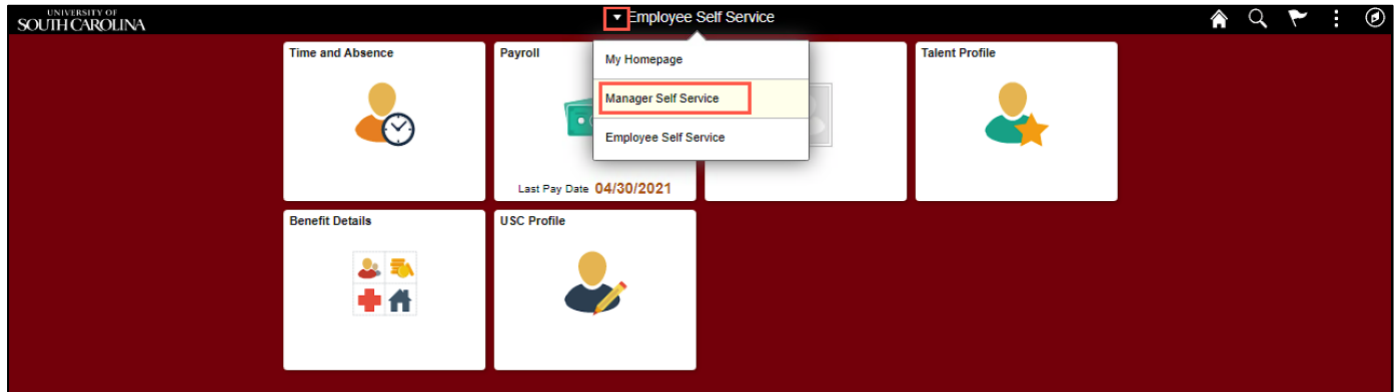 UNIVERSITY OF
SOUTH CAROLINA
Employee Self Service
My Homepage
Manager Self Service
Employee Self Service
Time and Absence
Payroll
Last Pay Date 04/30/2021
Talent Profile
Benefit Details
USC Profile